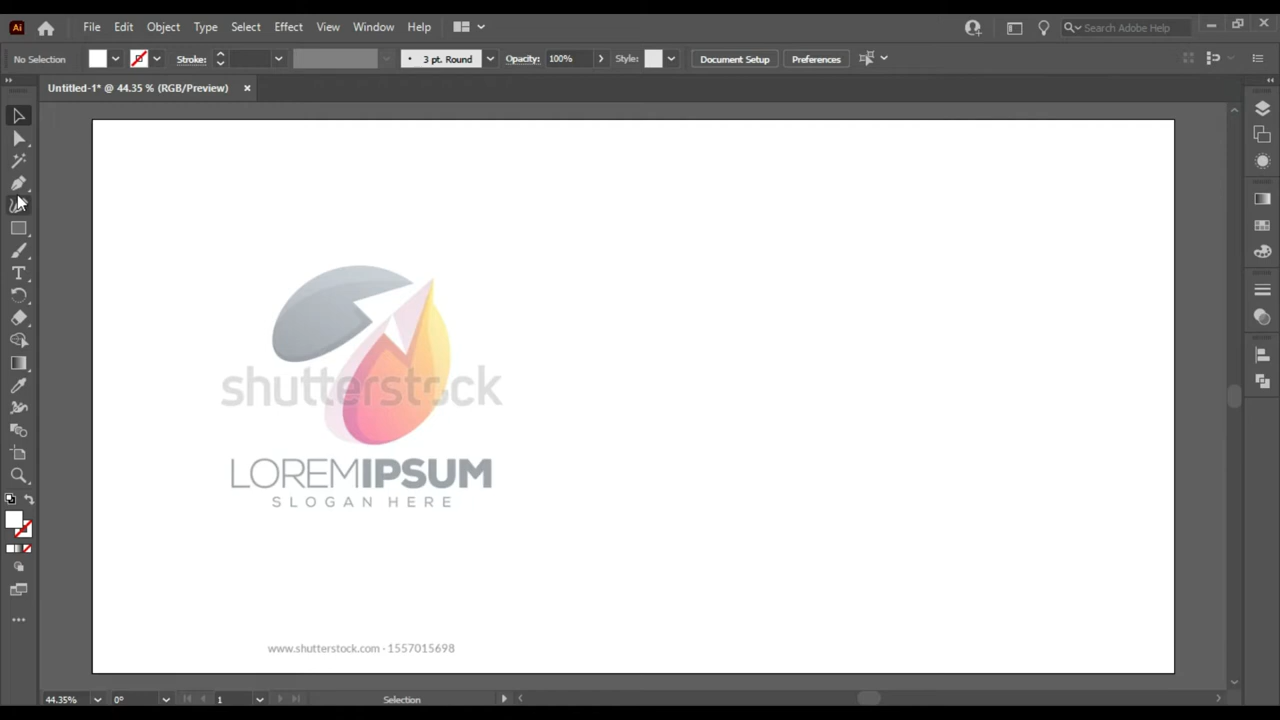 Ai File Edit Object Type Select Effect View Window Help Search Adobe Help
No Selection Stroke: 3 pt. Round Opacity: 100% Style: Document Setup Preferences
Untitled-1* @ 44.35 % (RGB/Preview)
shutterstock
LOREMIPSUM
SLOGAN HERE
www.shutterstock.com · 1557015698
44.35% 0° 1 Selection